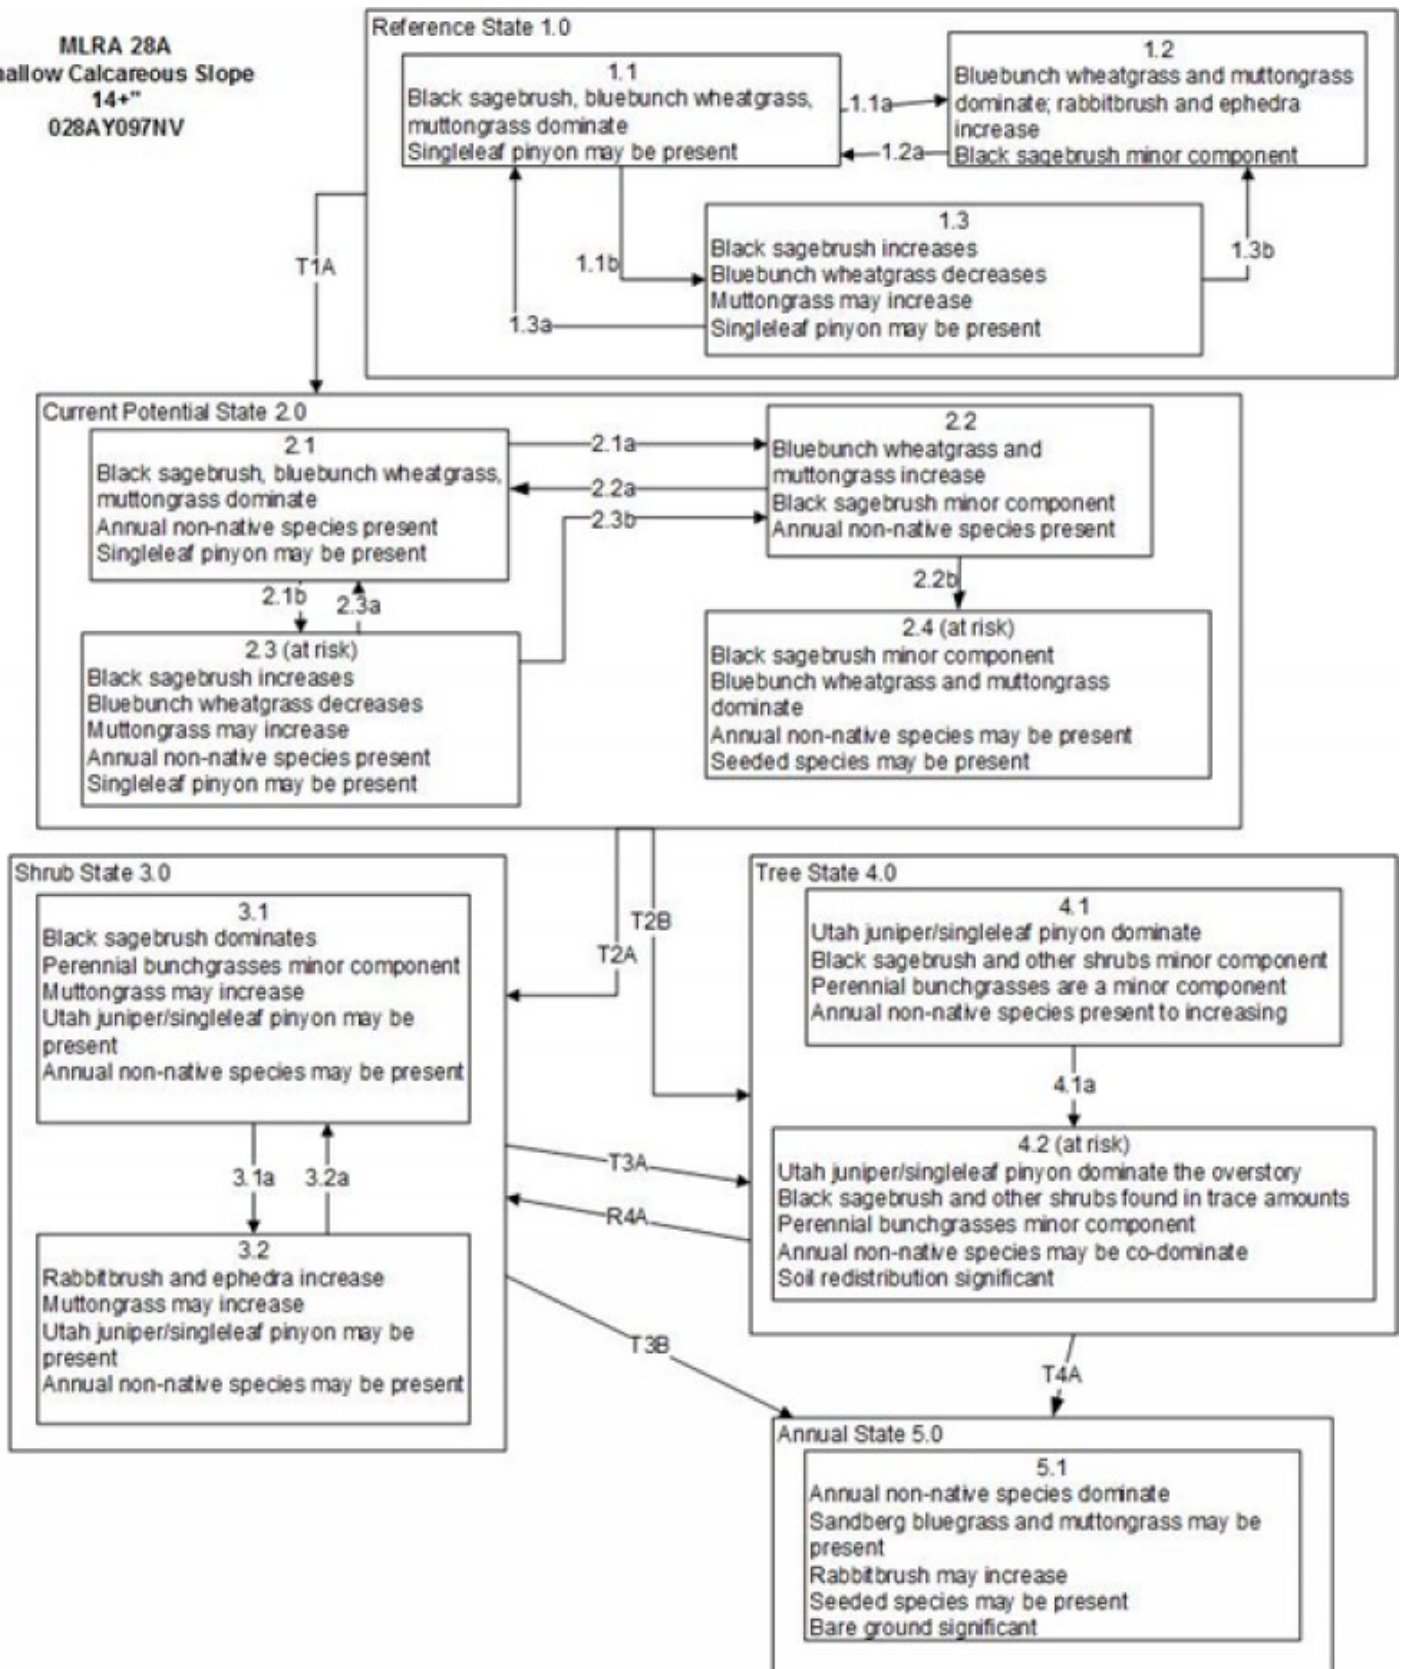 MLRA 28A
hallow Calcareous Slope
14+"
028AY097NV
Reference State 1.0
1.1
Black sagebrush, bluebunch wheatgrass,
muttongrass dominate
Singleleaf pinyon may be present
1.1a
1.2a
1.2
Bluebunch wheatgrass and muttongrass
dominate; rabbitbrush and ephedra
increase
Black sagebrush minor component
1.1b
1.3a
1.3
Black sagebrush increases
Bluebunch wheatgrass decreases
Muttongrass may increase
Singleleaf pinyon may be present
1.3b
T1A
Current Potential State 2.0
2.1
Black sagebrush, bluebunch wheatgrass,
muttongrass dominate
Annual non-native species present
Singleleaf pinyon may be present
2.1a
2.2a
2.3b
2.2
Bluebunch wheatgrass and
muttongrass increase
Black sagebrush minor component
Annual non-native species present
2.1b
2.3a
2.2b
2.3 (at risk)
Black sagebrush increases
Bluebunch wheatgrass decreases
Muttongrass may increase
Annual non-native species present
Singleleaf pinyon may be present
2.4 (at risk)
Black sagebrush minor component
Bluebunch wheatgrass and muttongrass
dominate
Annual non-native species may be present
Seeded species may be present
T2A
T2B
Shrub State 3.0
3.1
Black sagebrush dominates
Perennial bunchgrasses minor component
Muttongrass may increase
Utah juniper/singleleaf pinyon may be
present
Annual non-native species may be present
3.1a
3.2a
3.2
Rabbitbrush and ephedra increase
Muttongrass may increase
Utah juniper/singleleaf pinyon may be
present
Annual non-native species may be present
T3A
R4A
T3B
Tree State 4.0
4.1
Utah juniper/singleleaf pinyon dominate
Black sagebrush and other shrubs minor component
Perennial bunchgrasses are a minor component
Annual non-native species present to increasing
4.1a
4.2 (at risk)
Utah juniper/singleleaf pinyon dominate the overstory
Black sagebrush and other shrubs found in trace amounts
Perennial bunchgrasses minor component
Annual non-native species may be co-dominate
Soil redistribution significant
T4A
Annual State 5.0
5.1
Annual non-native species dominate
Sandberg bluegrass and muttongrass may be
present
Rabbitbrush may increase
Seeded species may be present
Bare ground significant